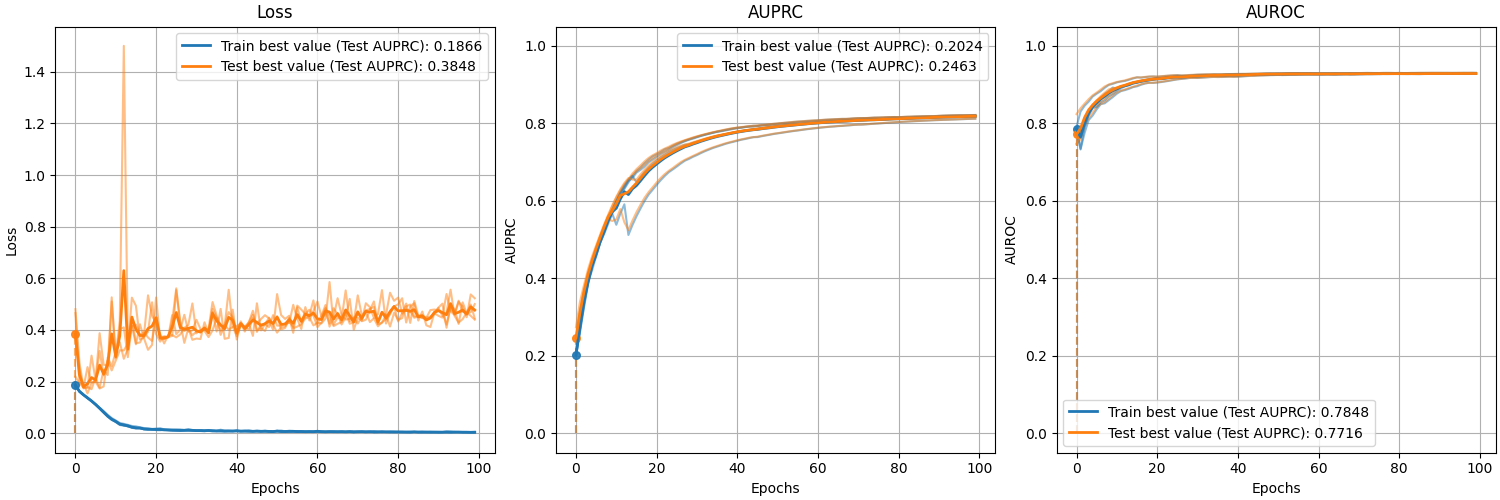 Loss
Train best value (Test AUPRC): 0.1866
Test best value (Test AUPRC): 0.3848
1.4
1.2
1.0
0.8
0.6
0.4
0.2
0.0
Loss
0 20 40 60 80 100
Epochs
AUPRC
Train best value (Test AUPRC): 0.2024
Test best value (Test AUPRC): 0.2463
1.0
0.8
0.6
0.4
0.2
0.0
AUPRC
0 20 40 60 80 100
Epochs
AUROC
1.0
0.8
0.6
0.4
0.2
0.0
AUROC
Train best value (Test AUPRC): 0.7848
Test best value (Test AUPRC): 0.7716
0 20 40 60 80 100
Epochs